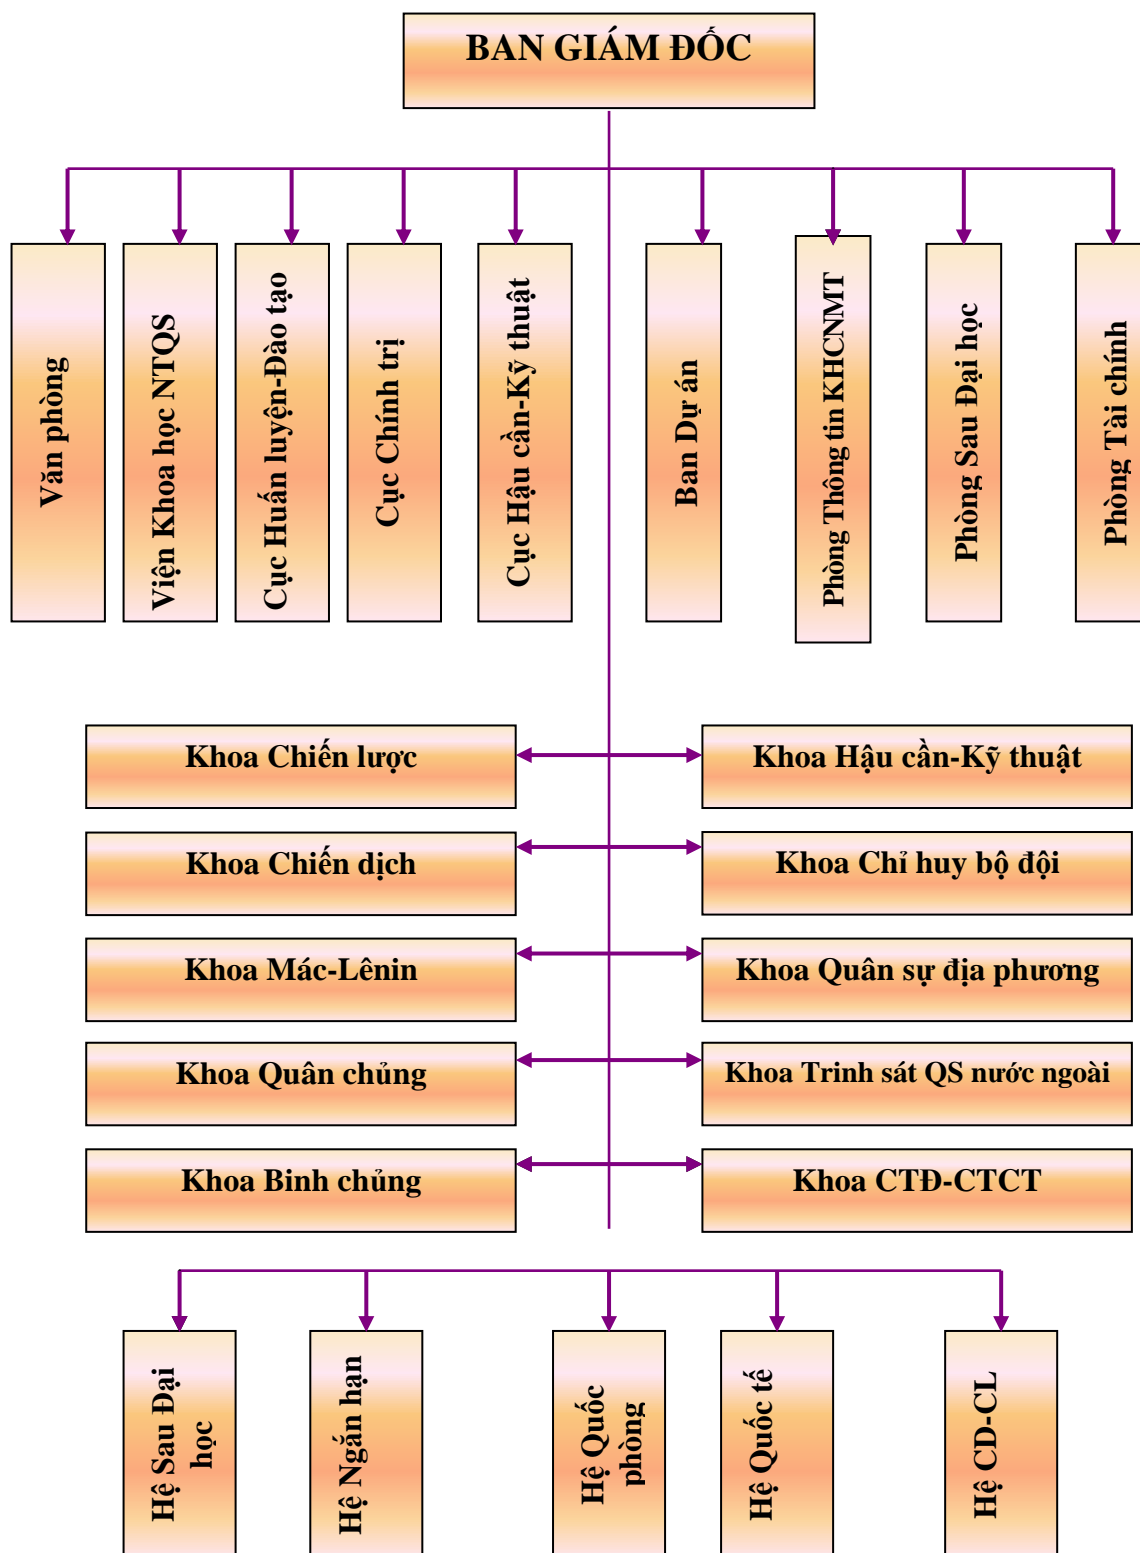 BAN GIÁM ĐỐC
Văn phòng
Viện Khoa học NTQS
Cục Huấn luyện-Đào tạo
Cục Chính trị
Cục Hậu cần-Kỹ thuật
Ban Dự án
Phòng Thông tin KHCNMT
Phòng Sau Đại học
Phòng Tài chính
Khoa Chiến lược
Khoa Hậu cần-Kỹ thuật
Khoa Chiến dịch
Khoa Chỉ huy bộ đội
Khoa Mác-Lênin
Khoa Quân sự địa phương
Khoa Quân chủng
Khoa Trinh sát QS nước ngoài
Khoa Binh chủng
Khoa CTĐ-CTCT
Hệ Sau Đại
học
Hệ Ngắn hạn
Hệ Quốc
phòng
Hệ Quốc tế
Hệ CD-CL